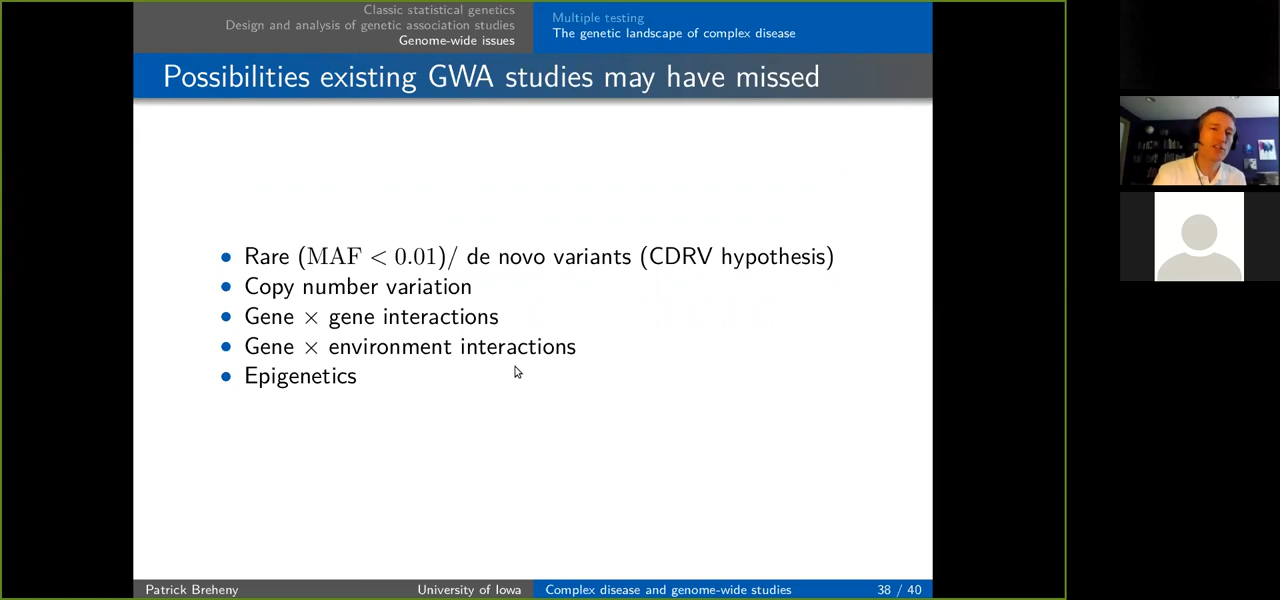 Classic statistical genetics
Design and analysis of genetic association studies
Genome-wide issues
Multiple testing
The genetic landscape of complex disease
Possibilities existing GWA studies may have missed
• Rare (MAF < 0.01)/ de novo variants (CDRV hypothesis)
• Copy number variation
• Gene × gene interactions
• Gene × environment interactions
• Epigenetics
Patrick Breheny
University of Iowa
Complex disease and genome-wide studies
38 / 40